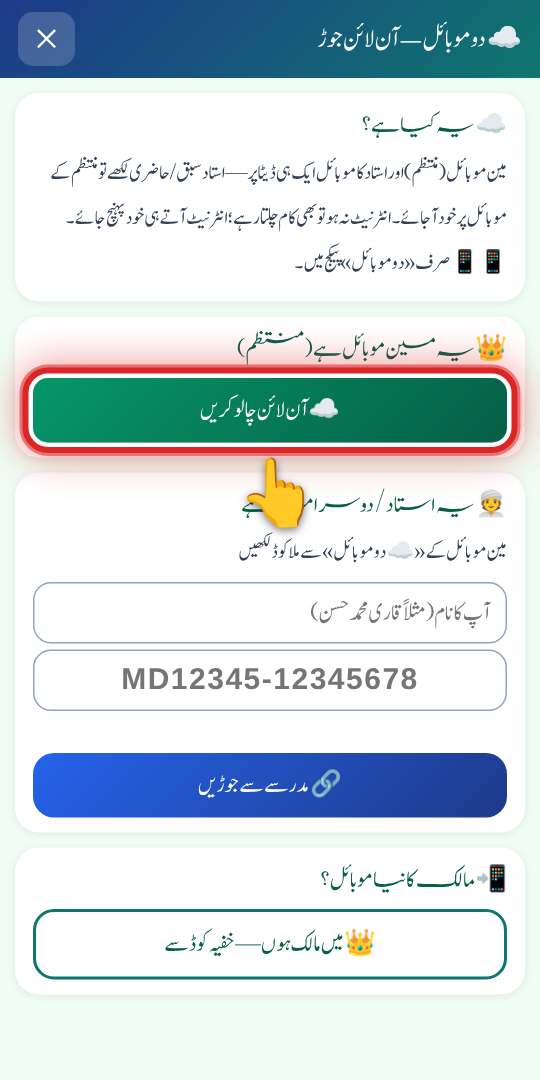 ☁️ دو موبائل — آن لائن جوڑ
☁️ یہ کیا ہے؟
مین موبائل (منتظم) اور استاد کا موبائل ایک ہی ڈیٹا پر — استاد سبق/حاضری لکھے تو منتظم کے
موبائل پر خود آ جائے۔ انٹرنیٹ نہ ہو تو بھی کام چلتا رہے؛ انٹرنیٹ آتے ہی خود پہنچ جائے۔
📱📱 صرف «دو موبائل» پیکیج میں۔
👑 یہ مین موبائل ہے (منتظم)
☁️ آن لائن چالو کریں
👳 یہ استاد / دوسرا ہے
مین موبائل کے «☁️ دو موبائل» سے ملا کوڈ لکھیں
آپ کا نام (مثلاً قاری محمد حسن)
MD12345-12345678
🔗 مدرسے سے جوڑیں
📲 مالک کا نیا موبائل؟
👑 میں مالک ہوں — خفیہ کوڈ سے